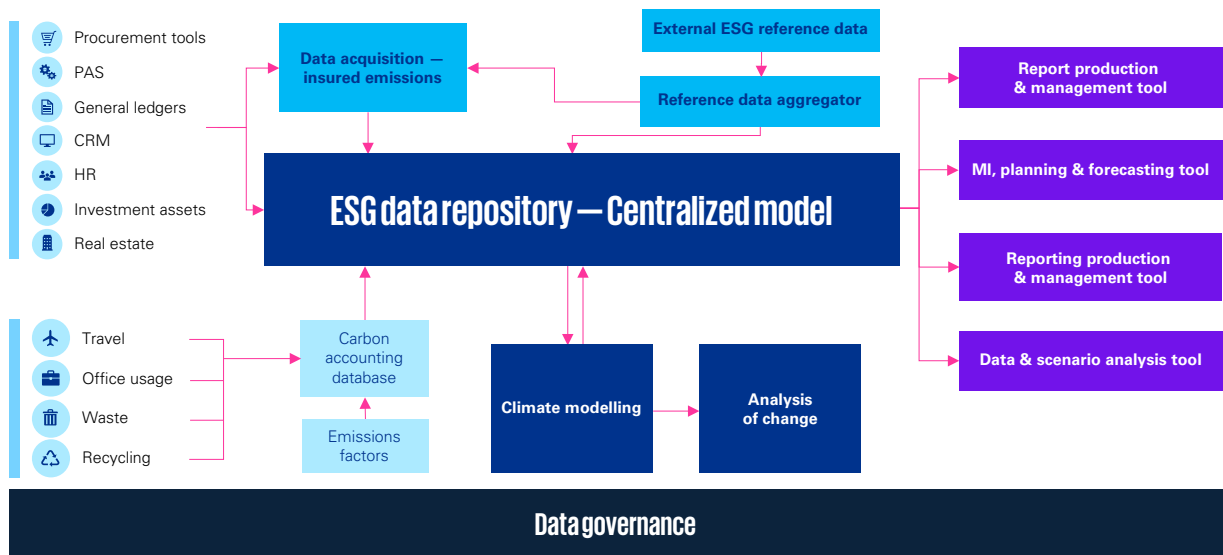 Procurement tools
PAS
General ledgers
CRM
HR
Investment assets
Real estate
Data acquisition —
insured emissions
External ESG reference data
Reference data aggregator
ESG data repository — Centralized model
Report production
& management tool
MI, planning & forecasting tool
Reporting production
& management tool
Data & scenario analysis tool
Travel
Office usage
Waste
Recycling
Carbon
accounting
database
Emissions
factors
Climate modelling
Analysis
of change
Data governance